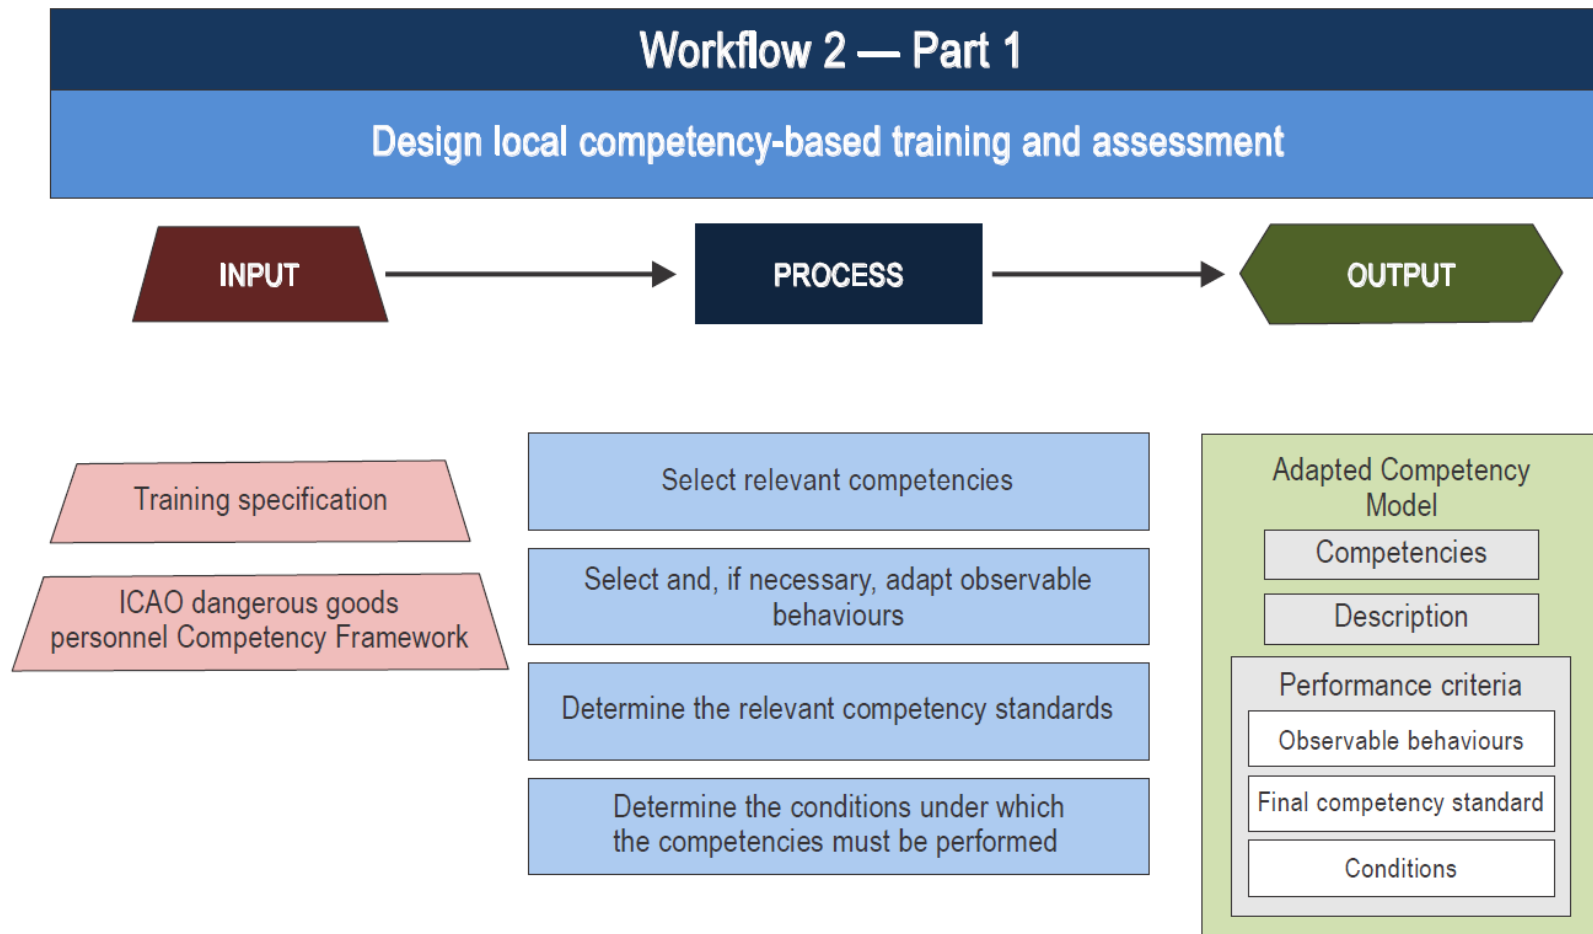 Workflow 2 — Part 1
Design local competency-based training and assessment
INPUT
PROCESS
OUTPUT
Training specification
ICAO dangerous goods
personnel Competency Framework
Select relevant competencies
Select and, if necessary, adapt observable
behaviours
Determine the relevant competency standards
Determine the conditions under which
the competencies must be performed
Adapted Competency
Model
Competencies
Description
Performance criteria
Observable behaviours
Final competency standard
Conditions